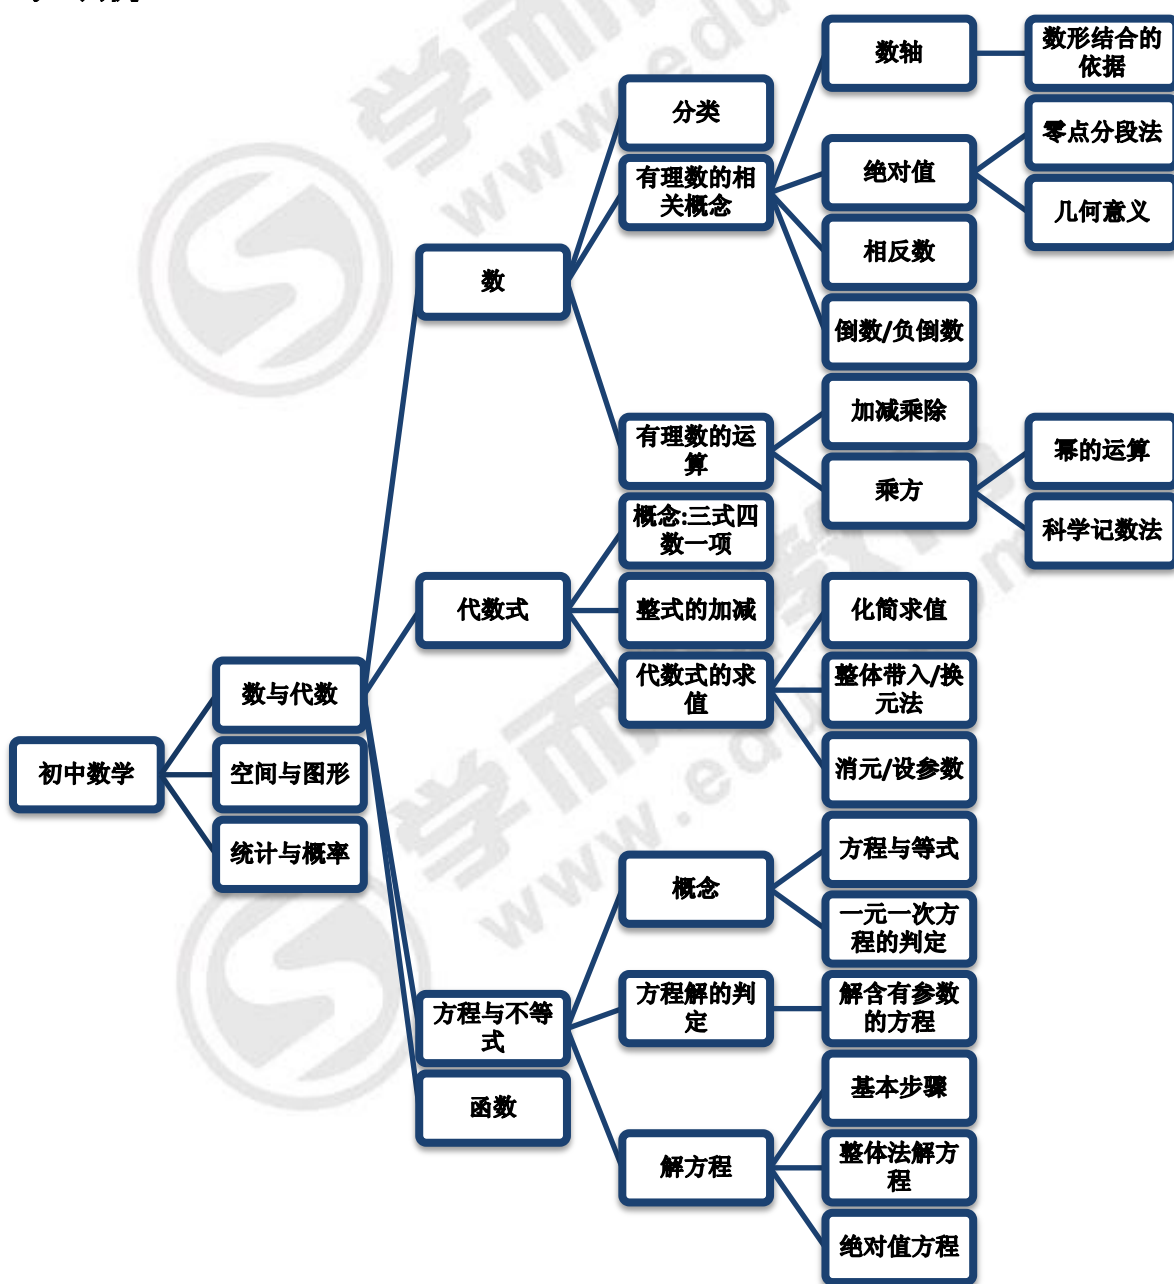 数轴
数形结合的
依据
分类
零点分段法
有理数的相
关概念
绝对值
几何意义
相反数
数
倒数/负倒数
加减乘除
有理数的运
算
幂的运算
乘方
概念:三式四
数一项
科学记数法
代数式
整式的加减
化简求值
代数式的求
值
整体带入/换
元法
数与代数
初中数学
空间与图形
消元/设参数
统计与概率
方程与等式
概念
一元一次方
程的判定
方程与不等
式
方程解的判
定
解含有参数
的方程
函数
基本步骤
解方程
整体法解方
程
绝对值方程
学而
www.edu